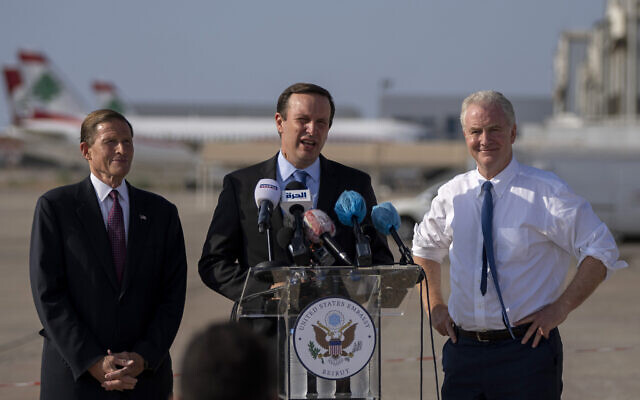 الحرة
UNITED STATES EMBASSY
BEIRUT